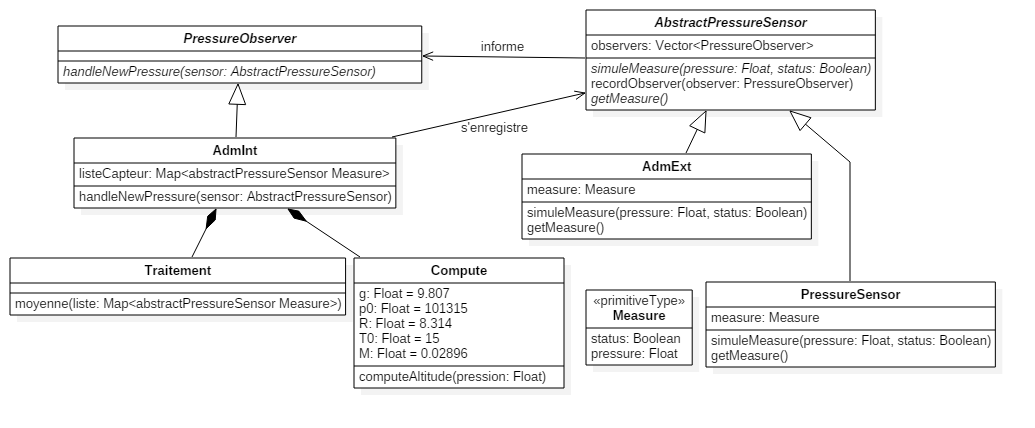 PressureObserver
handleNewPressure(sensor: AbstractPressureSensor)
informe
AbstractPressureSensor
observers: Vector<PressureObserver>
simuleMeasure(pressure: Float, status: Boolean)
recordObserver(observer: PressureObserver)
getMeasure()
s'enregistre
AdmInt
listeCapteur: Map<abstractPressureSensor Measure>
handleNewPressure(sensor: AbstractPressureSensor)
AdmExt
measure: Measure
simuleMeasure(pressure: Float, status: Boolean)
getMeasure()
Traitement
moyenne(liste: Map<abstractPressureSensor Measure>)
Compute
g: Float = 9.807
p0: Float = 101315
R: Float = 8.314
T0: Float = 15
M: Float = 0.02896
computeAltitude(pression: Float)
«primitiveType»
Measure
status: Boolean
pressure: Float
PressureSensor
measure: Measure
simuleMeasure(pressure: Float, status: Boolean)
getMeasure()